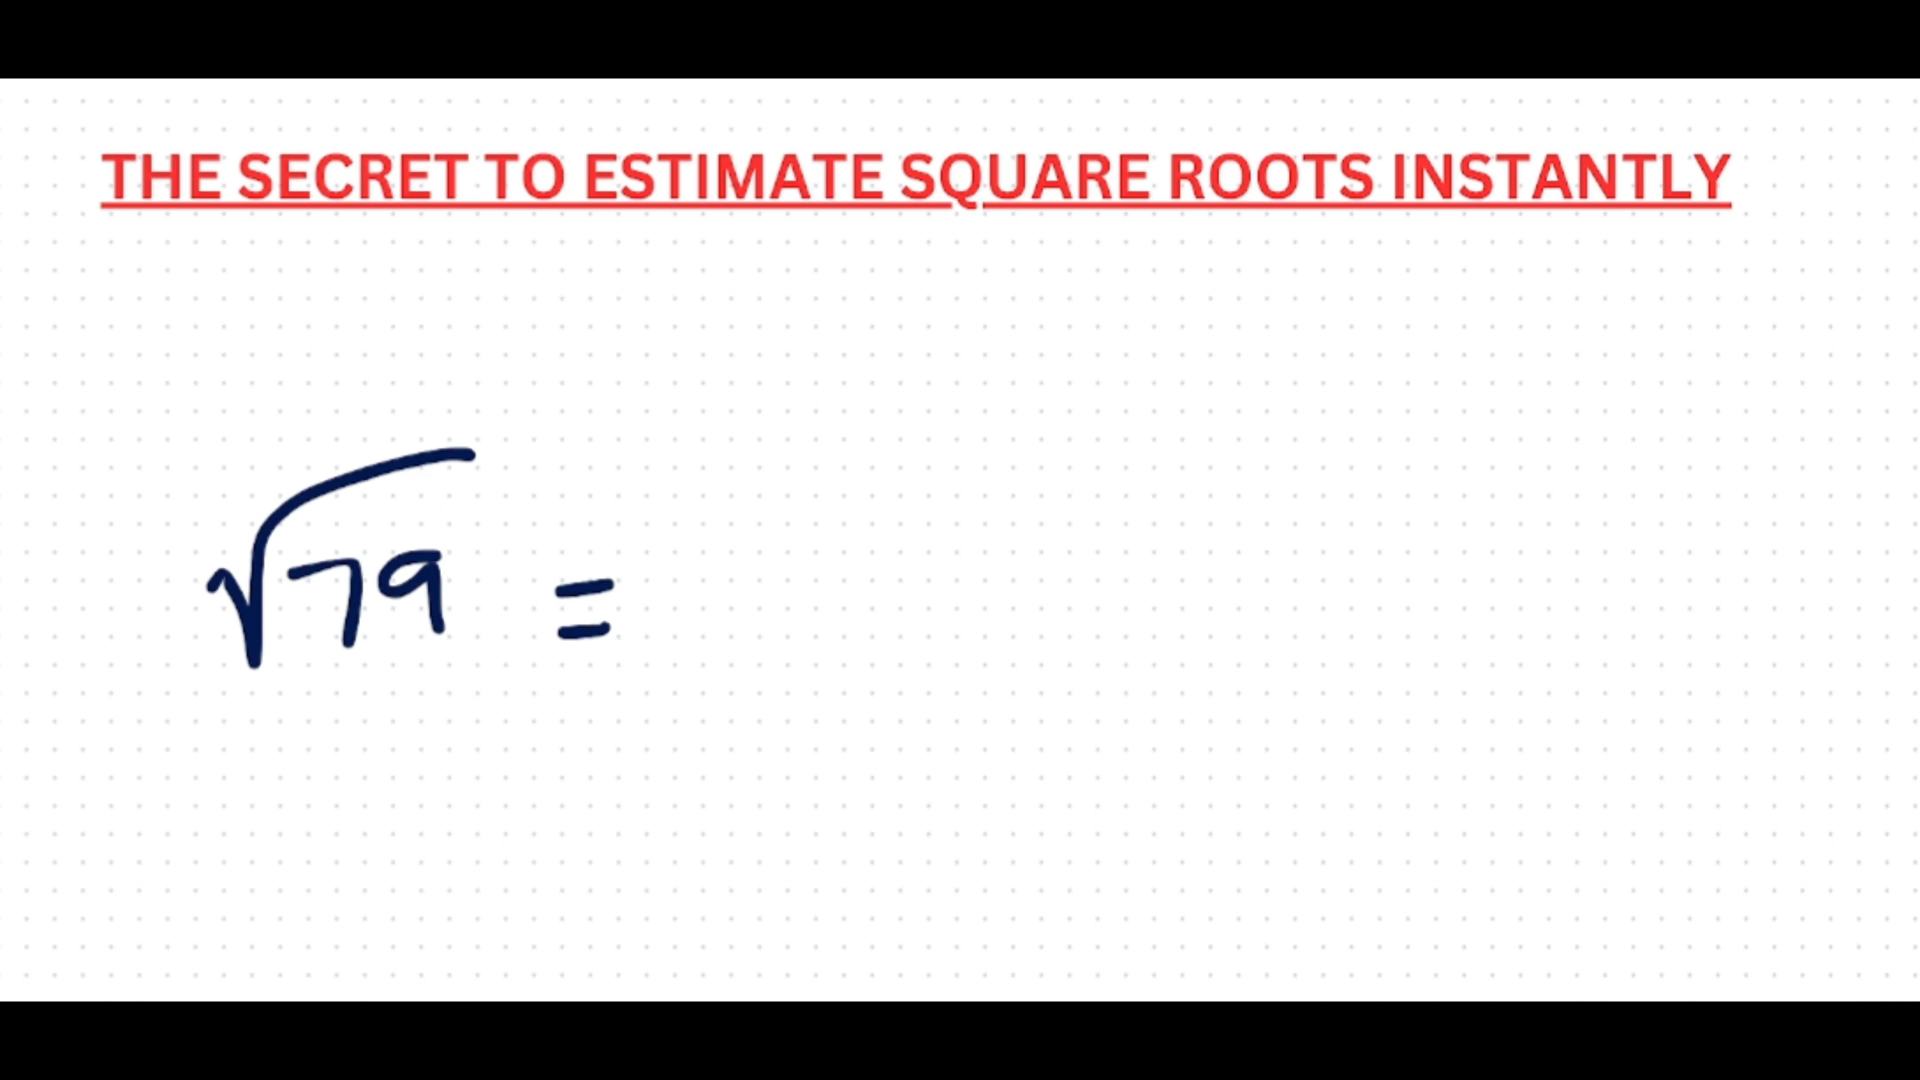 THE SECRET TO ESTIMATE SQUARE ROOTS INSTANTLY
√79 =